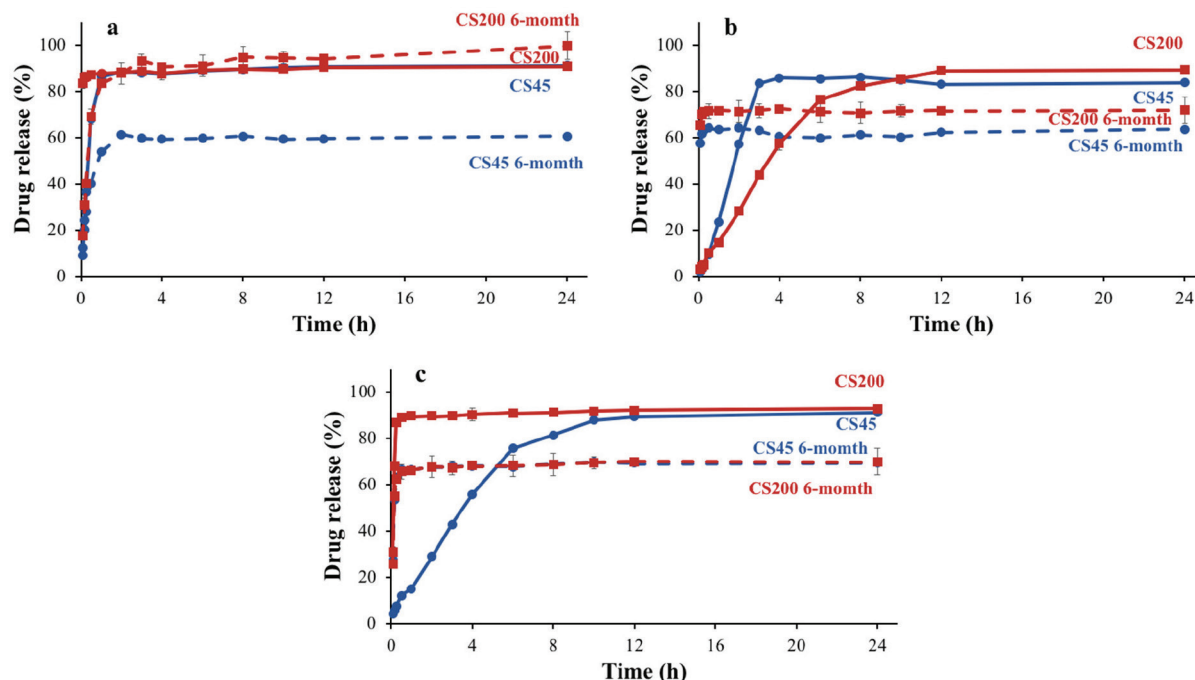 a
CS200 6-momth
CS200
CS45
CS45 6-momth
100
80
60
40
20
0
0 4 8 12 16 20 24
Time (h)
Drug release (%)
b
CS200
CS45
CS200 6-momth
CS45 6-momth
100
80
60
40
20
0
0 4 8 12 16 20 24
Time (h)
Drug release (%)
c
CS200
CS45
CS45 6-momth
CS200 6-momth
100
80
60
40
20
0
0 4 8 12 16 20 24
Time (h)
Drug release (%)